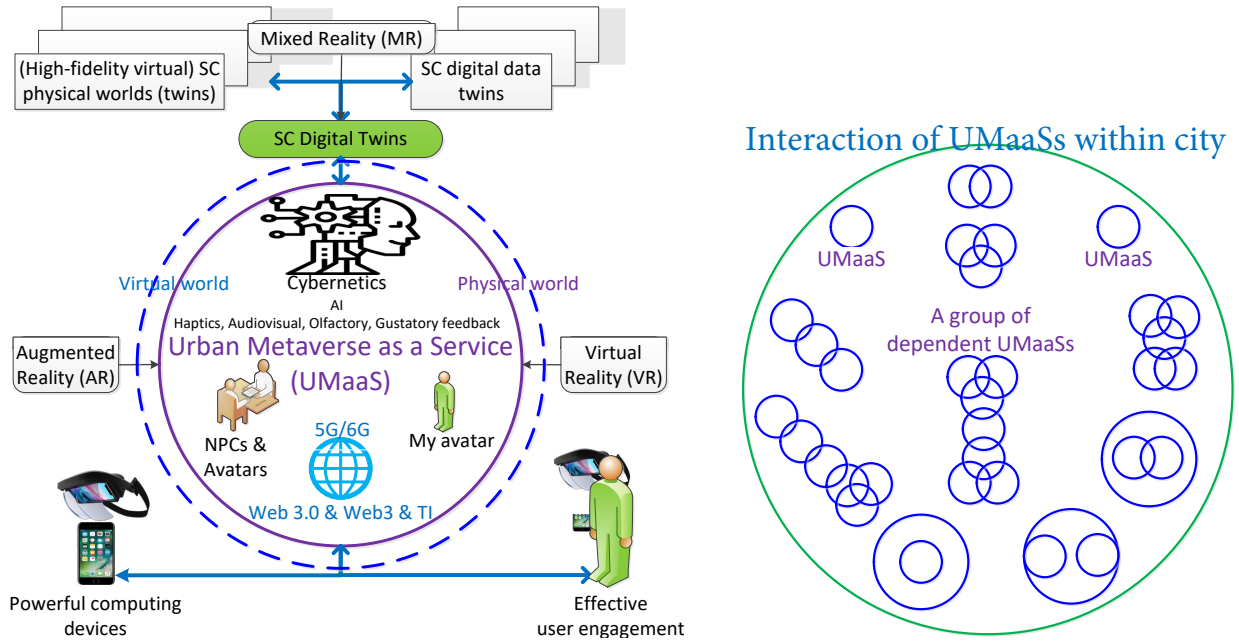 Mixed Reality (MR)
(High-fidelity virtual) SC
physical worlds (twins)
SC digital data
twins
SC Digital Twins
Cybernetics
Virtual world
Physical world
AI
Haptics, Audiovisual, Olfactory, Gustatory feedback
Urban Metaverse as a Service
(UMaaS)
Augmented
Reality (AR)
Virtual
Reality (VR)
NPCs &
Avatars
My avatar
5G/6G
Web 3.0 & Web3 & TI
Powerful computing
devices
Effective
user engagement
Interaction of UMaaSs within city
UMaaS
UMaaS
A group of
dependent UMaaSs